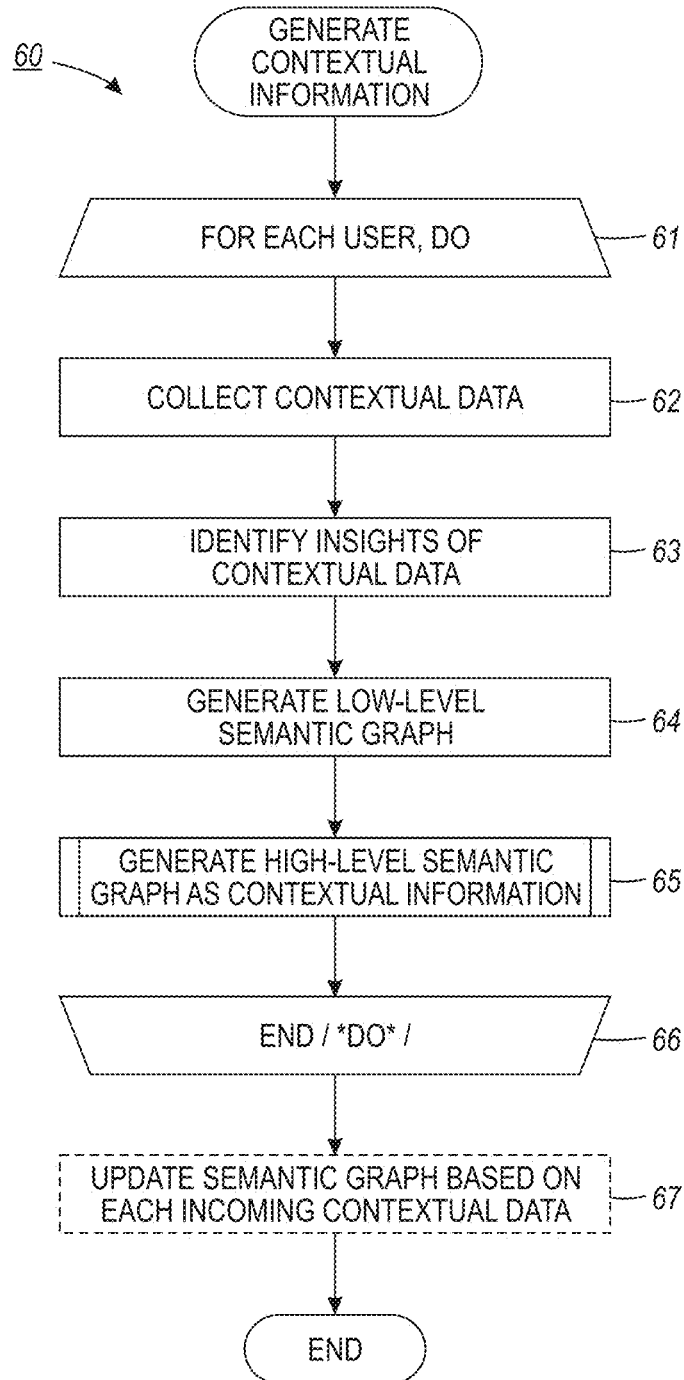 60
GENERATE
CONTEXTUAL
INFORMATION
FOR EACH USER, DO
61
COLLECT CONTEXTUAL DATA
62
IDENTIFY INSIGHTS OF
CONTEXTUAL DATA
63
GENERATE LOW-LEVEL
SEMANTIC GRAPH
64
GENERATE HIGH-LEVEL SEMANTIC
GRAPH AS CONTEXTUAL INFORMATION
65
END / *DO* /
66
UPDATE SEMANTIC GRAPH BASED ON
EACH INCOMING CONTEXTUAL DATA
67
END